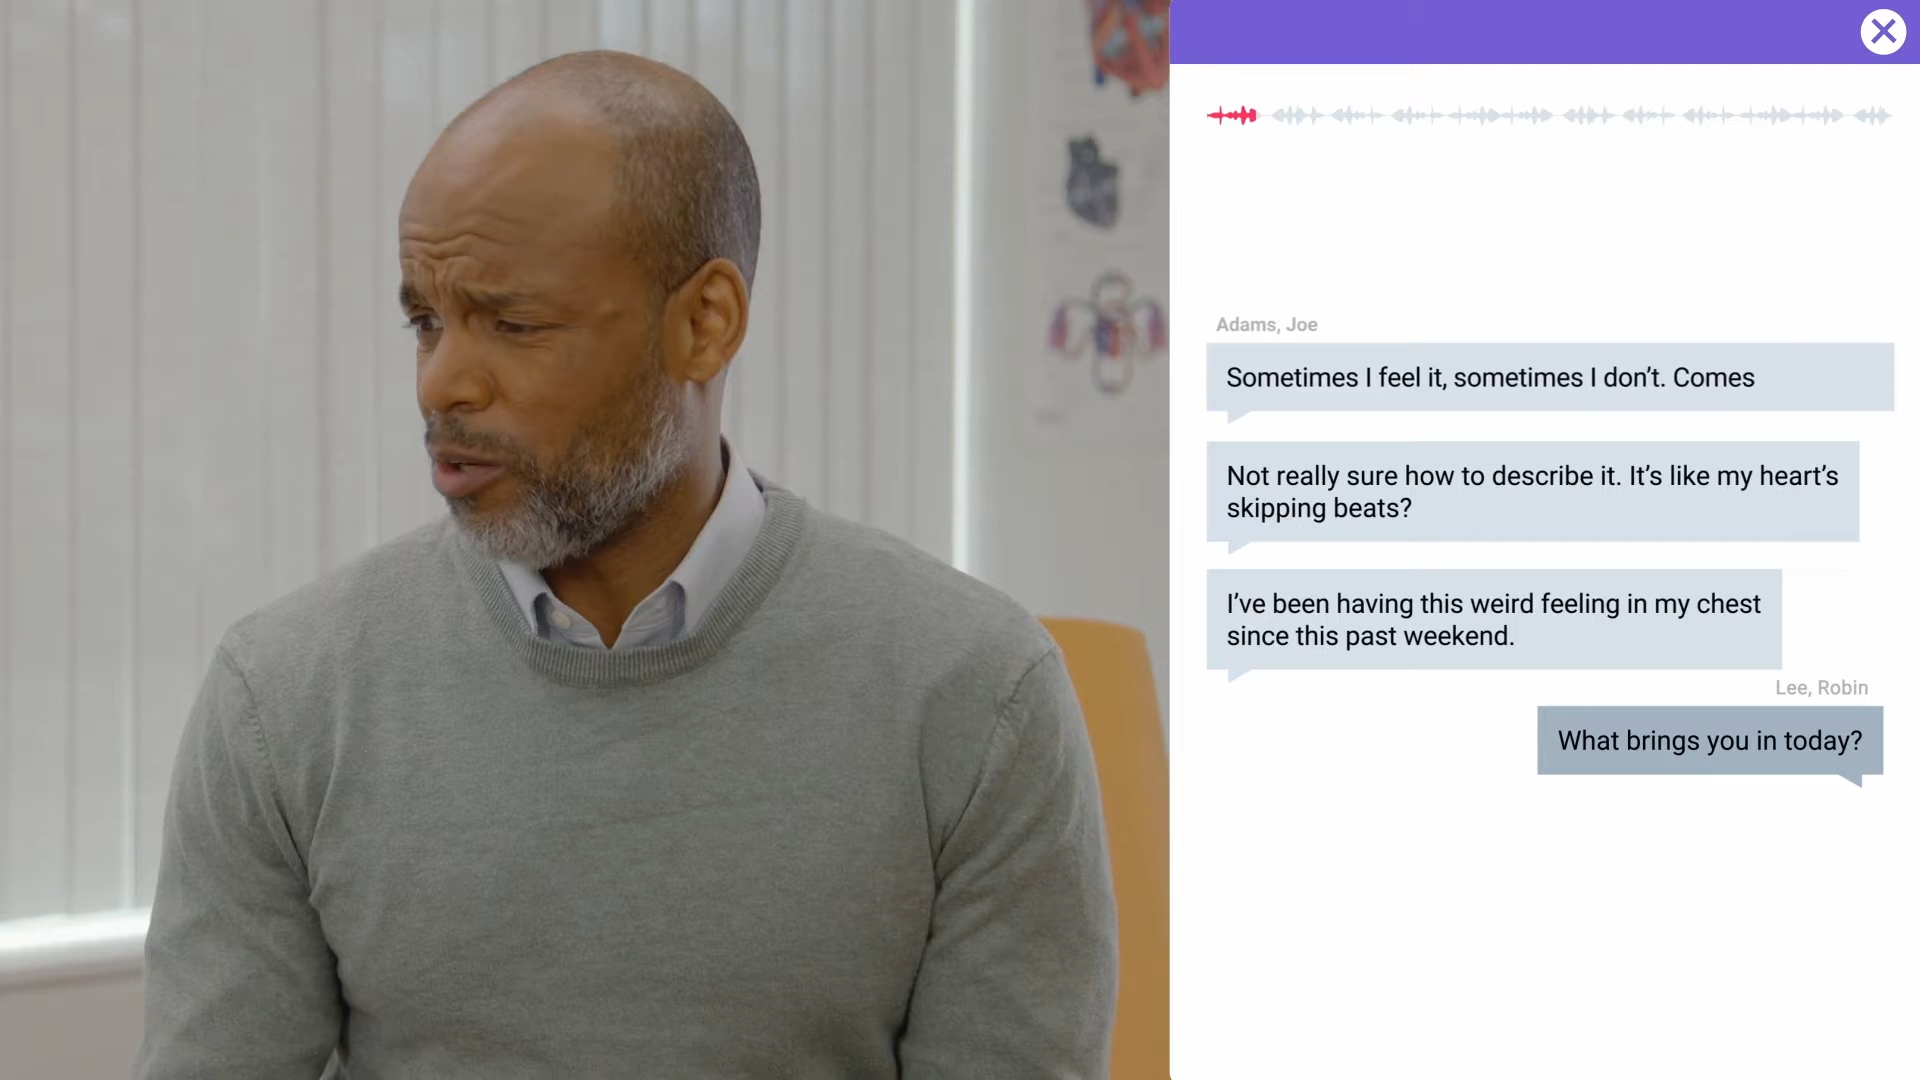 Adams, Joe
Sometimes I feel it, sometimes I don’t. Comes
Not really sure how to describe it. It’s like my heart’s
skipping beats?
I’ve been having this weird feeling in my chest
since this past weekend.
Lee, Robin
What brings you in today?